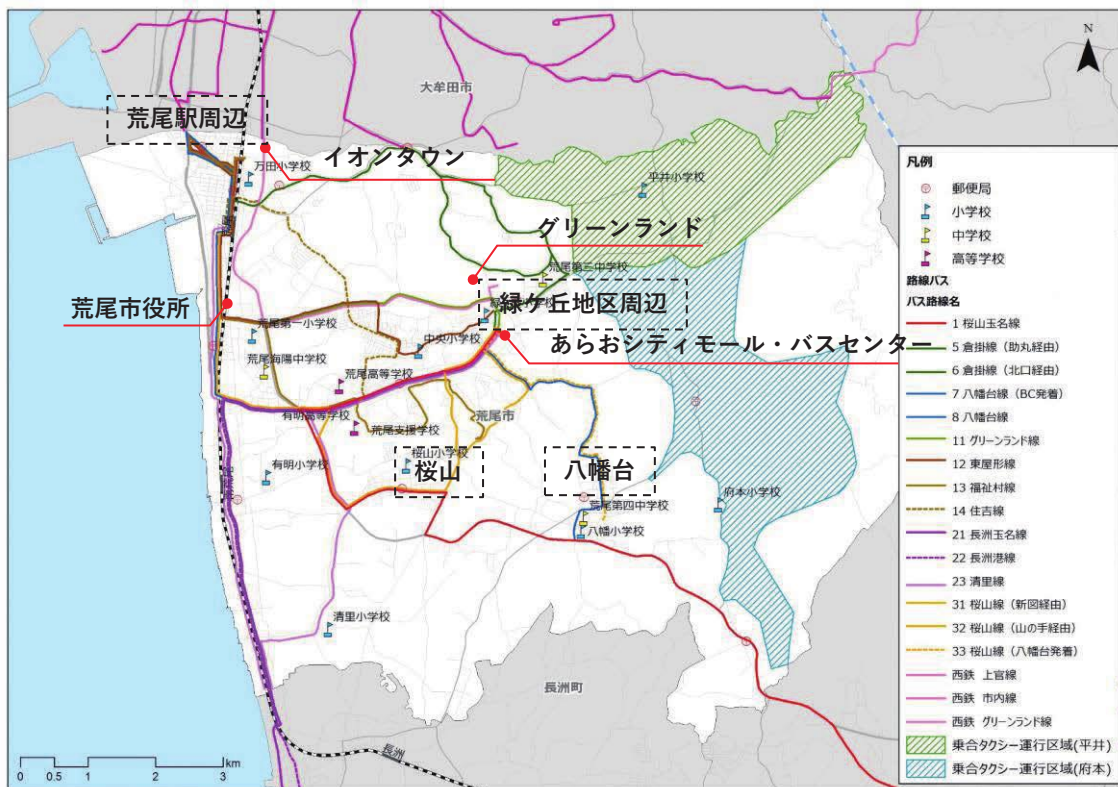 N
大牟田市
荒尾駅周辺
イオンタウン
万田小学校
平井小学校
グリーンランド
荒尾第三中学校
緑ケ丘地区周辺
荒尾市役所
荒尾第一小学校
中央小学校
あらおシティモール・バスセンター
荒尾海陽中学校
荒尾高等学校
有明高等学校
荒尾市
荒尾支援学校
桜山小学校
有明小学校
桜山
八幡台
荒尾第四中学校
府本小学校
八幡小学校
清里小学校
長洲町
長洲
0 0.5 1 2 3 km
凡例
郵便局
小学校
中学校
高等学校
路線バス
バス路線名
1 桜山玉名線
5 倉掛線（助丸経由）
6 倉掛線（北口経由）
7 八幡台線（BC発着）
8 八幡台線
11 グリーンランド線
12 東屋形線
13 福祉村線
14 住吉線
21 長洲玉名線
22 長洲港線
23 清里線
31 桜山線（新図経由）
32 桜山線（山の手経由）
33 桜山線（八幡台発着）
西鉄 上官線
西鉄 市内線
西鉄 グリーンランド線
乗合タクシー運行区域(平井)
乗合タクシー運行区域(府本)